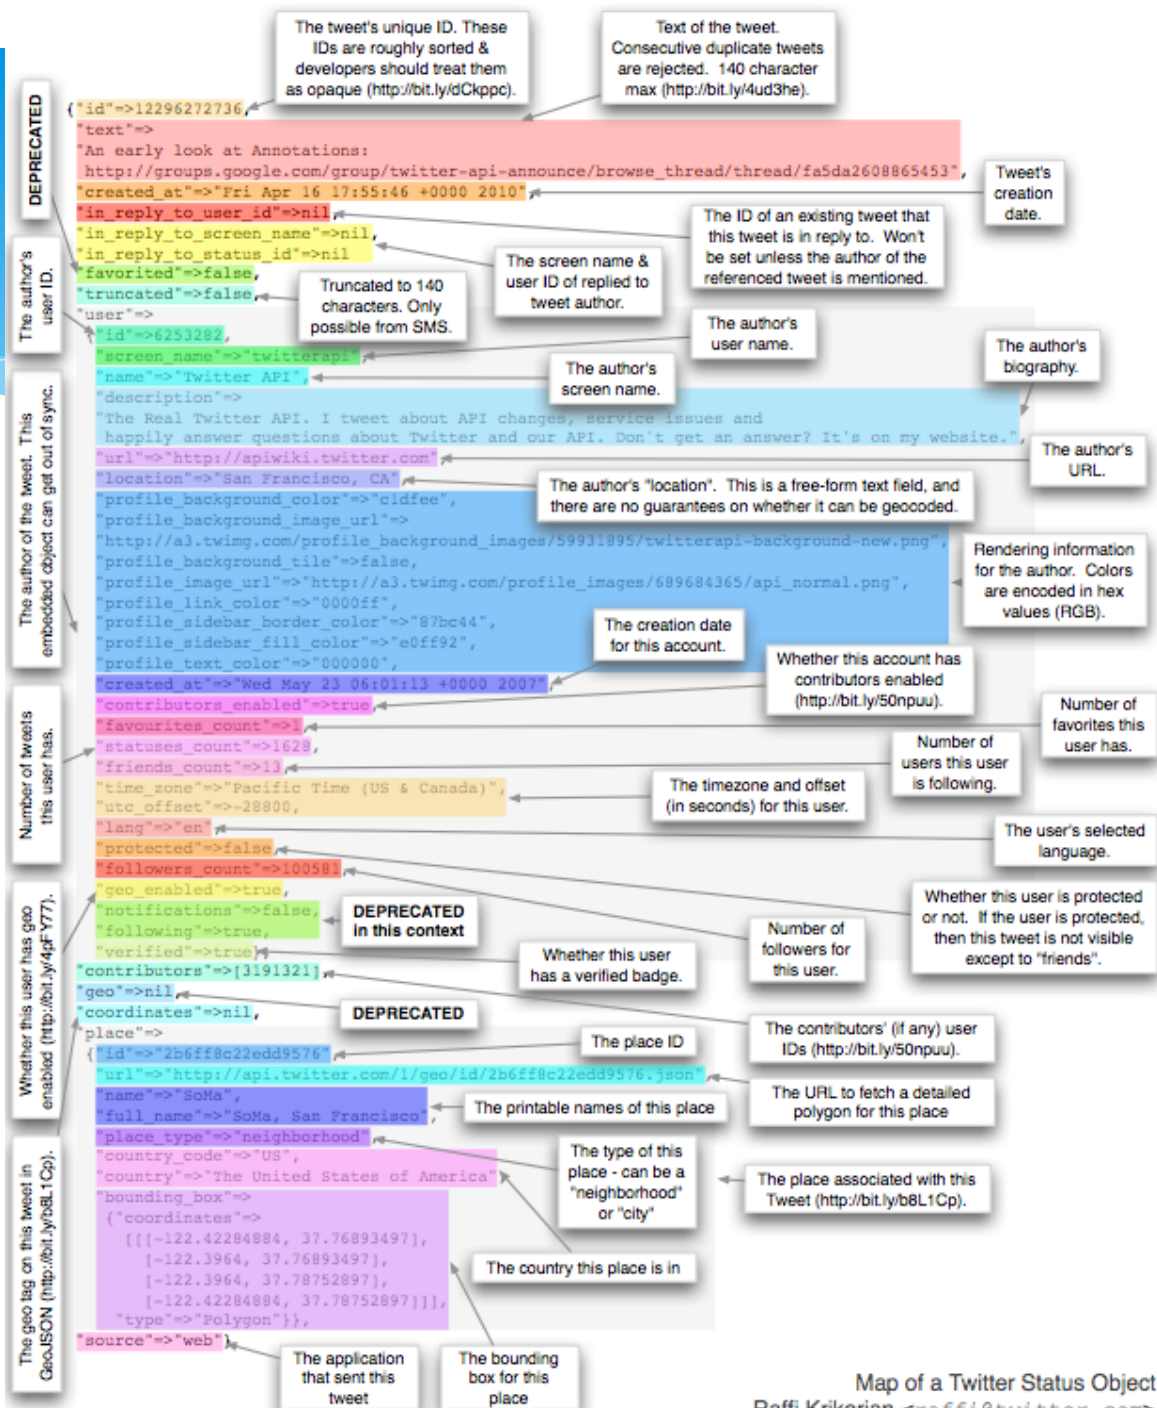 The tweet's unique ID. These
IDs are roughly sorted &
developers should treat them
as opaque (http://bit.ly/dCkppc).
Text of the tweet.
Consecutive duplicate tweets
are rejected. 140 character
max (http://bit.ly/4ud3he).
DEPRECATED
{"id"=>12296272736,
"text"=>
"An early look at Annotations:
http://groups.google.com/group/twitter-api-announce/browse_thread/thread/fa5da2608865453",
"created_at"=>"Fri Apr 16 17:55:46 +0000 2010",
Tweet's
creation
date.
"in_reply_to_user_id"=>nil,
"in_reply_to_screen_name"=>nil,
"in_reply_to_status_id"=>nil
"favorited"=>false,
"truncated"=>false,
The ID of an existing tweet that
this tweet is in reply to. Won't
be set unless the author of the
referenced tweet is mentioned.
The screen name &
user ID of replied to
tweet author.
Truncated to 140
characters. Only
possible from SMS.
The author's
user ID.
"user"=>
{"id"=>6253282,
"screen_name"=>"twitterapi",
"name"=>"Twitter API",
The author's
user name.
The author's
screen name.
The author's
biography.
"description"=>
"The Real Twitter API. I tweet about API changes, service issues and
happily answer questions about Twitter and our API. Don't get an answer? It's on my website.",
"url"=>"http://apiwiki.twitter.com"
The author's
URL.
"location"=>"San Francisco, CA",
The author's "location". This is a free-form text field, and
there are no guarantees on whether it can be geocoded.
The author of the tweet. This
embedded object can get out of sync.
"profile_background_color"=>"c1dfee",
"profile_background_image_url"=>
"http://a3.twimg.com/profile_background_images/59931895/twitterapi-background-new.png",
"profile_background_tile"=>false,
"profile_image_url"=>"http://a3.twimg.com/profile_images/689684365/api_normal.png",
"profile_link_color"=>"0000ff",
"profile_sidebar_border_color"=>"87bc44",
"profile_sidebar_fill_color"=>"e0ff92",
"profile_text_color"=>"000000",
Rendering information
for the author. Colors
are encoded in hex
values (RGB).
"created_at"=>"Wed May 23 06:01:13 +0000 2007",
The creation date
for this account.
"contributors_enabled"=>true,
Whether this account has
contributors enabled
(http://bit.ly/50npuu).
"favourites_count"=>1,
Number of
favorites this
user has.
"statuses_count"=>1628,
Number of tweets
this user has.
"friends_count"=>13,
Number of
users this user
is following.
"time_zone"=>"Pacific Time (US & Canada)",
"utc_offset"=>-28800,
The timezone and offset
(in seconds) for this user.
"lang"=>"en",
The user's selected
language.
"protected"=>false,
"followers_count"=>100581,
Whether this user is protected
or not. If the user is protected,
then this tweet is not visible
except to "friends".
Number of
followers for
this user.
"geo_enabled"=>true,
Whether this user has geo
enabled (http://bit.ly/4pFY77).
"notifications"=>false,
"following"=>true,
DEPRECATED
in this context
"verified"=>true}
Whether this user
has a verified badge.
"contributors"=>[3191321],
The contributors' (if any) user
IDs (http://bit.ly/50npuu).
"geo"=>nil,
DEPRECATED
"coordinates"=>nil,
The geo tag on this tweet in
GeoJSON (http://bit.ly/b8L1Cp).
"place"=>
{"id"=>"2b6ff8c22edd9576",
The place ID
"url"=>"http://api.twitter.com/1/geo/id/2b6ff8c22edd9576.json",
The URL to fetch a detailed
polygon for this place
"name"=>"SoMa",
"full_name"=>"SoMa, San Francisco",
The printable names of this place
"place_type"=>"neighborhood",
The type of this
place - can be a
"neighborhood"
or "city"
The place associated with this
Tweet (http://bit.ly/b8L1Cp).
"country_code"=>"US",
"country"=>"The United States of America",
The country this place is in
"bounding_box"=>
{"coordinates"=>
[[[-122.42284884, 37.76893497],
[-122.3964, 37.76893497],
[-122.3964, 37.78752897],
[-122.42284884, 37.78752897]]],
"type"=>"Polygon"}},
"source"=>"web"}
The application
that sent this
tweet
The bounding
box for this
place
Map of a Twitter Status Object
Raffi Krikorian <raffi@twitter.com>